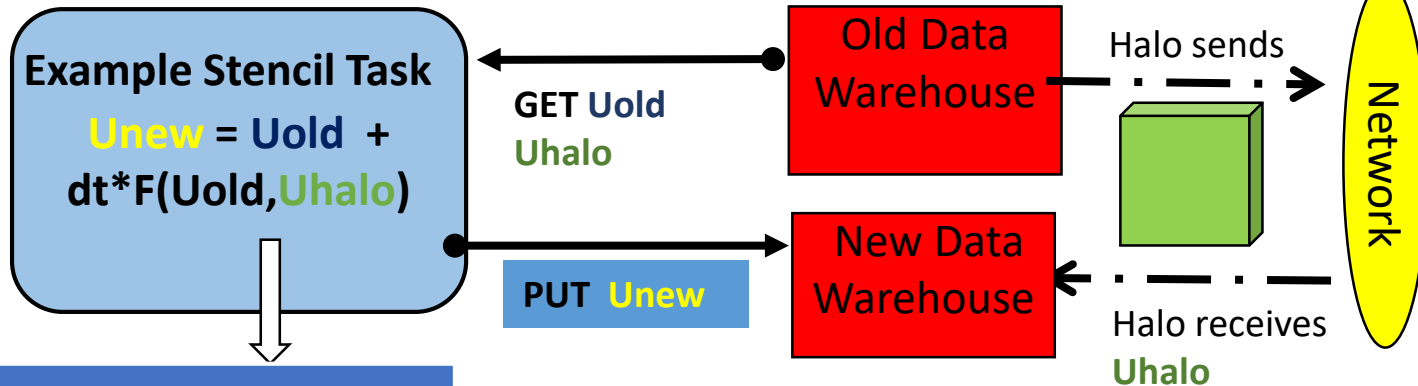 Example Stencil Task
Unew = Uold +
dt*F(Uold,Uhalo)
GET Uold
Uhalo
PUT Unew
Old Data
Warehouse
New Data
Warehouse
Halo sends
Halo receives
Uhalo
Network